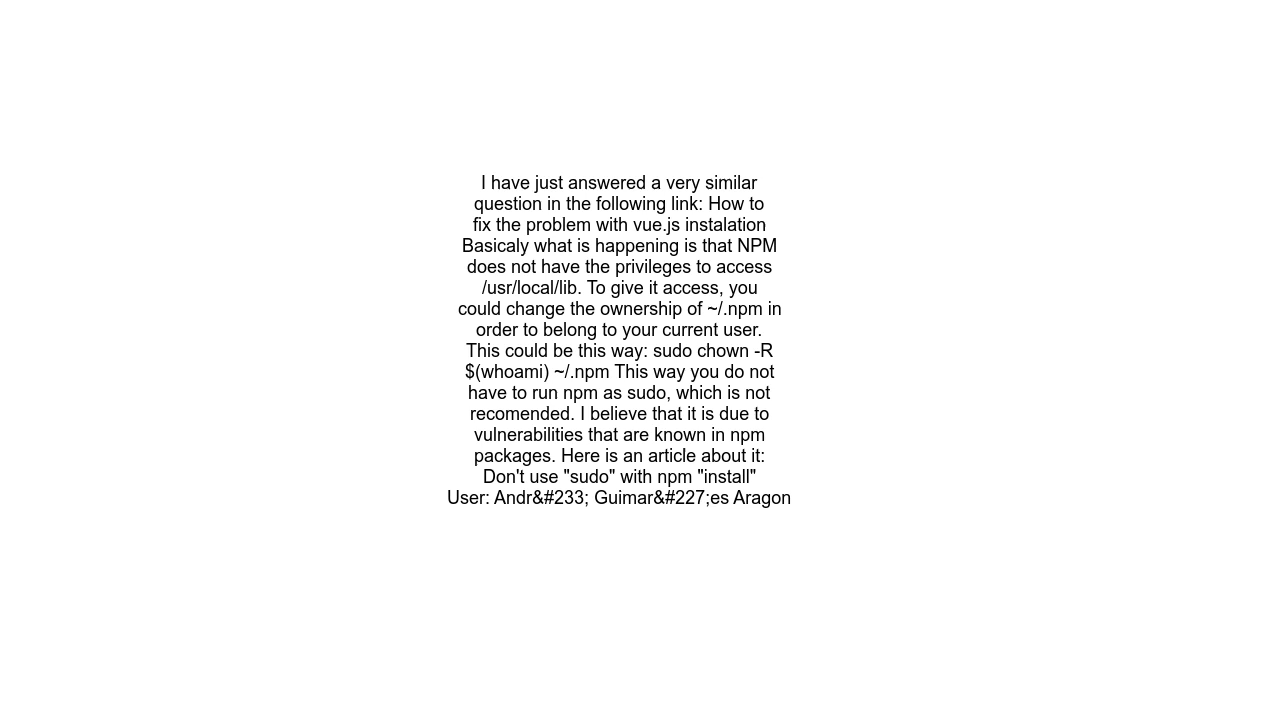 I have just answered a very similar
question in the following link: How to
fix the problem with vue.js instalation
Basicaly what is happening is that NPM
does not have the privileges to access
/usr/local/lib. To give it access, you
could change the ownership of ~/.npm in
order to belong to your current user.
This could be this way: sudo chown -R
$(whoami) ~/.npm This way you do not
have to run npm as sudo, which is not
recomended. I believe that it is due to
vulnerabilities that are known in npm
packages. Here is an article about it:
Don't use "sudo" with npm "install"
User: Andr&#233; Guimar&#227;es Aragon